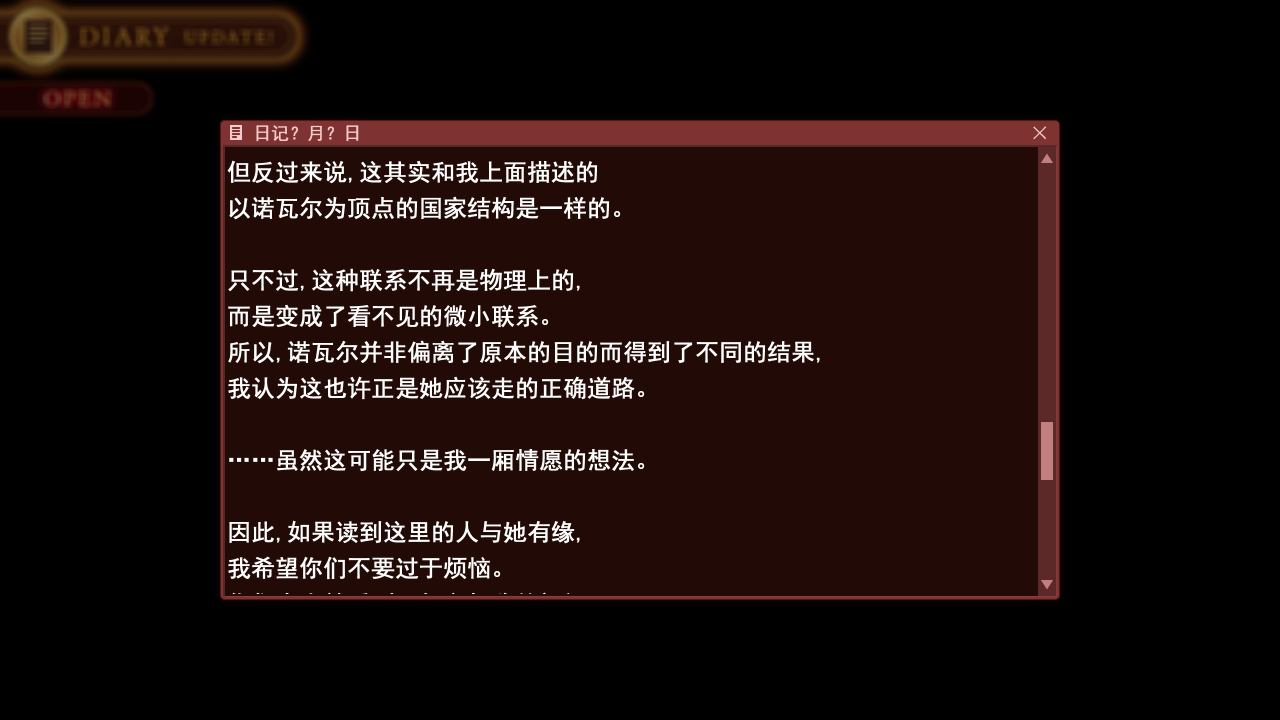 DIARY UPDATE!
OPEN
日记？月？日
但反过来说，这其实和我上面描述的
以诺瓦尔为顶点的国家结构是一样的。
只不过，这种联系不再是物理上的，
而是变成了看不见的微小联系。
所以，诺瓦尔并非偏离了原本的目的而得到了不同的结果，
我认为这也许正是她应该走的正确道路。
……虽然这可能只是我一厢情愿的想法。
因此，如果读到这里的人与她有缘，
我希望你们不要过于烦恼。